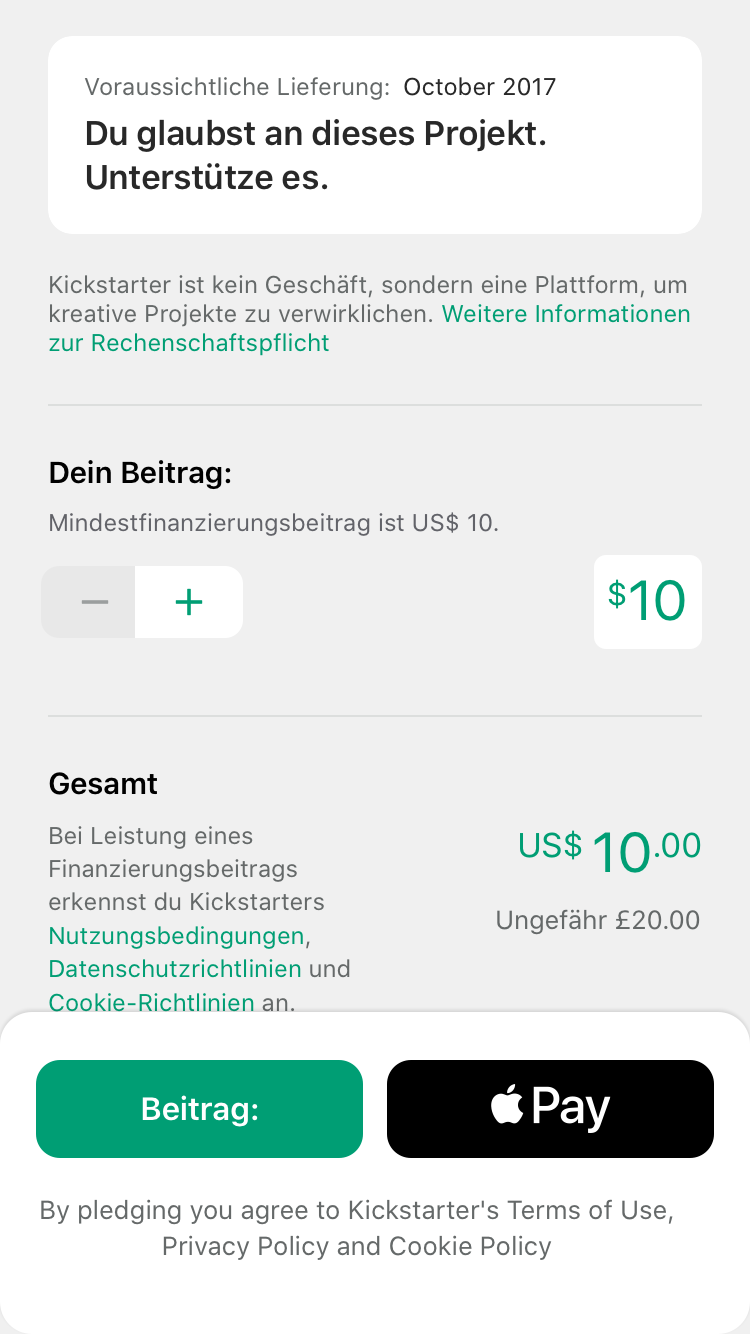 Voraussichtliche Lieferung: October 2017
Du glaubst an dieses Projekt.
Unterstütze es.
Kickstarter ist kein Geschäft, sondern eine Plattform, um
kreative Projekte zu verwirklichen. Weitere Informationen
zur Rechenschaftspflicht
Dein Beitrag:
Mindestfinanzierungsbeitrag ist US$ 10.
− +
$10
Gesamt
Bei Leistung eines
Finanzierungsbeitrags
erkennst du Kickstarters
Nutzungsbedingungen,
Datenschutzrichtlinien und
Cookie-Richtlinien an.
US$ 10.00
Ungefähr £20.00
Beitrag:
Pay
By pledging you agree to Kickstarter's Terms of Use,
Privacy Policy and Cookie Policy